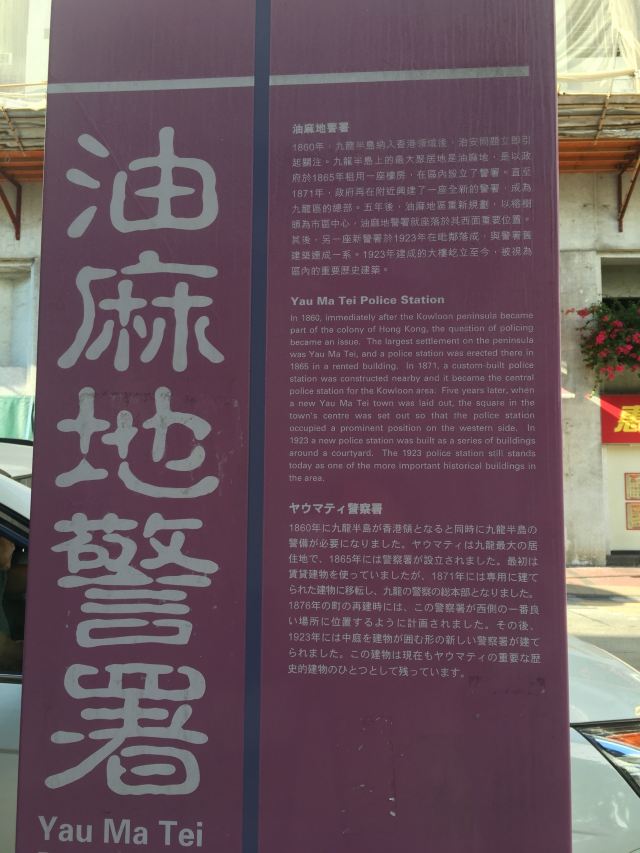 油麻地警署
Yau Ma Tei
油麻地警署
1860年，九龍半島納入香港領域後，治安問題立即引
起關注。九龍半島上的最大聚居地是油麻地，是以政
府於1865年租用一座樓房，在區內設立了警署。直至
1871年，政府再在附近興建了一座全新的警署，成為
九龍區的總部。五年後，油麻地區重新規劃，以榕樹
頭為市區中心，油麻地警署就座落於其西面重要位置。
其後，另一座新警署於1923年在毗鄰落成，與警署舊
建築連成一系。1923年建成的大樓屹立至今，被視為
區內的重要歷史建築。
Yau Ma Tei Police Station
In 1860, immediately after the Kowloon peninsula became
part of the colony of Hong Kong, the question of policing
became an issue. The largest settlement on the peninsula
was Yau Ma Tei, and a police station was erected there in
1865 in a rented building. In 1871, a custom-built police
station was constructed nearby and it became the central
police station for the Kowloon area. Five years later, when
a new Yau Ma Tei town was laid out, the square in the
town's centre was set out so that the police station
occupied a prominent position on the western side. In
1923 a new police station was built as a series of buildings
around a courtyard. The 1923 police station still stands
today as one of the more important historical buildings in
the area.
ヤウマティ警察署
1860年に九龍半島が香港領となると同時に九龍半島の
警備が必要になりました。ヤウマティは九龍最大の居
住地で、1865年には警察署が設立されました。最初は
賃貸建物を使っていましたが、1871年には専用に建て
られた建物に移転し、九龍の警察の総本部となりました。
1876年の町の再建時には、この警察署が西側の一番良
い場所に位置するように計画されました。その後、
1923年には中庭を建物が囲む形の新しい警察署が建て
られました。この建物は現在もヤウマティの重要な歴
史的建物のひとつとして残っています。